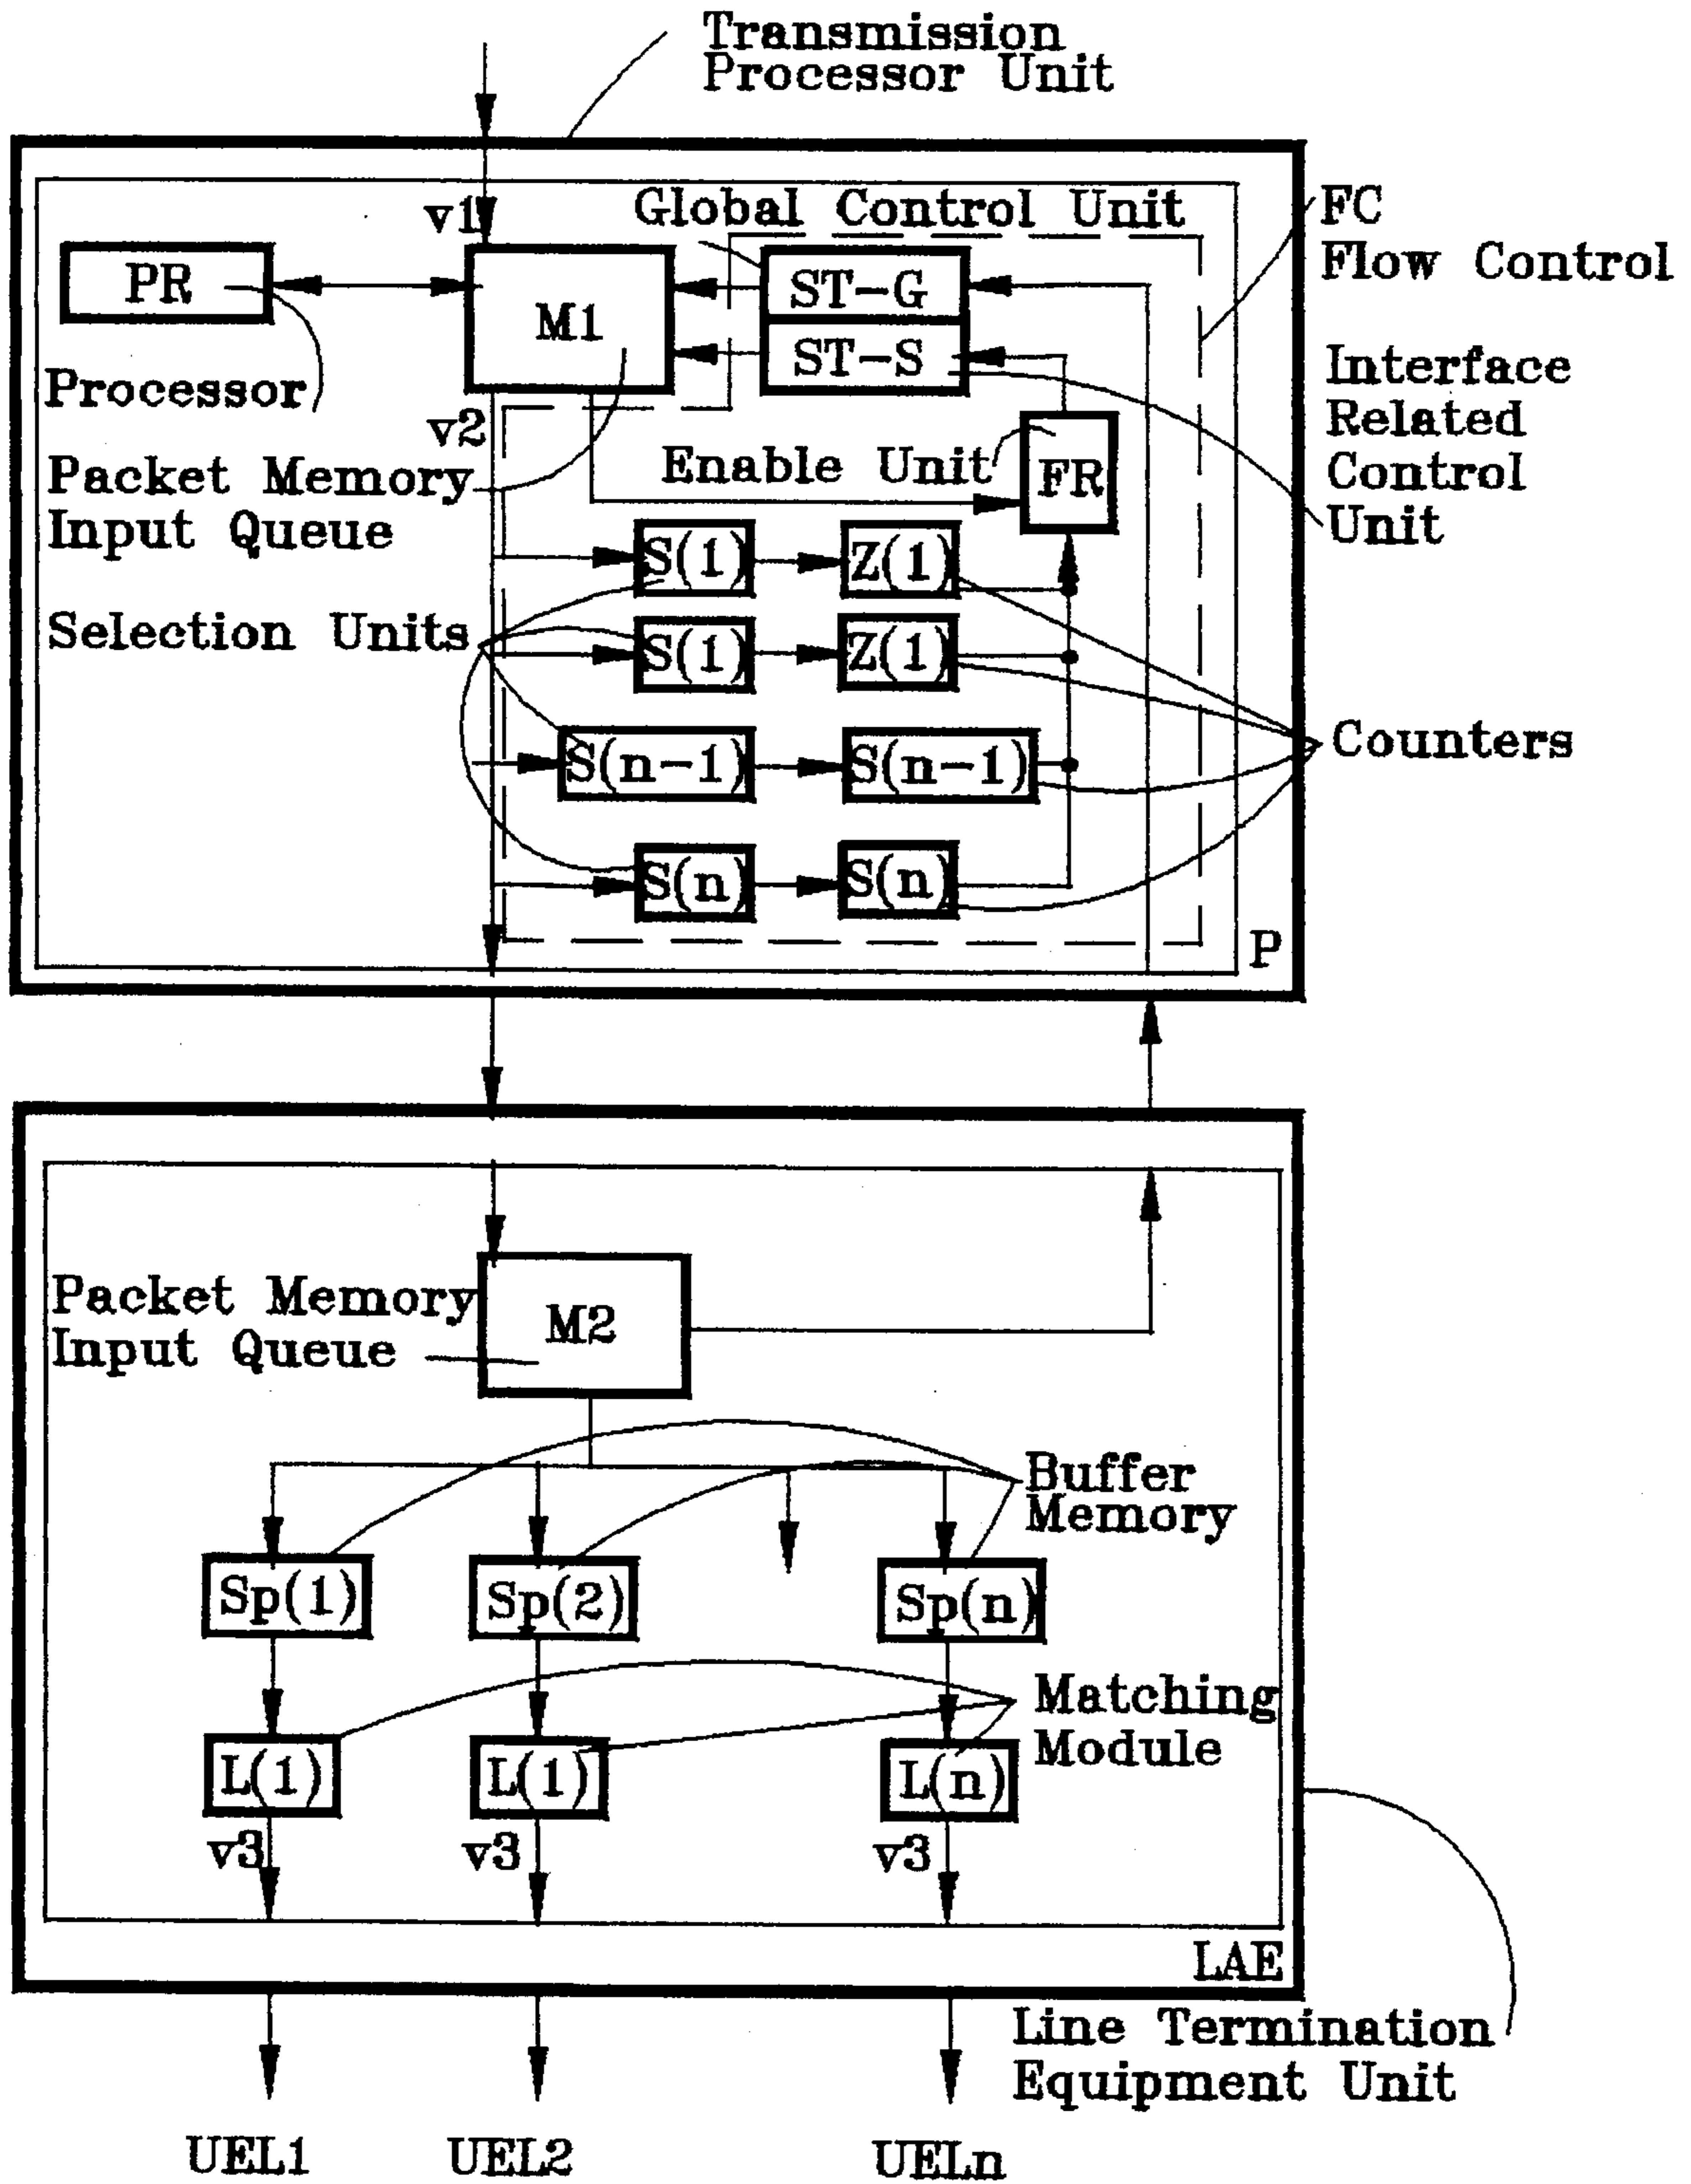 Transmission
Processor Unit
v1
Global Control Unit
FC
Flow Control
PR
M1
ST-G
ST-S
Processor
Interface
Related
Control
Unit
v2
Packet Memory
Input Queue
Enable Unit
FR
S(1)
Z(1)
Selection Units
S(1)
Z(1)
S(n-1)
S(n-1)
Counters
S(n)
S(n)
P
Packet Memory
Input Queue
M2
Buffer
Memory
Sp(1)
Sp(2)
Sp(n)
Matching
Module
L(1)
L(1)
L(n)
v3
v3
v3
LAE
Line Termination
Equipment Unit
UEL1
UEL2
UELn